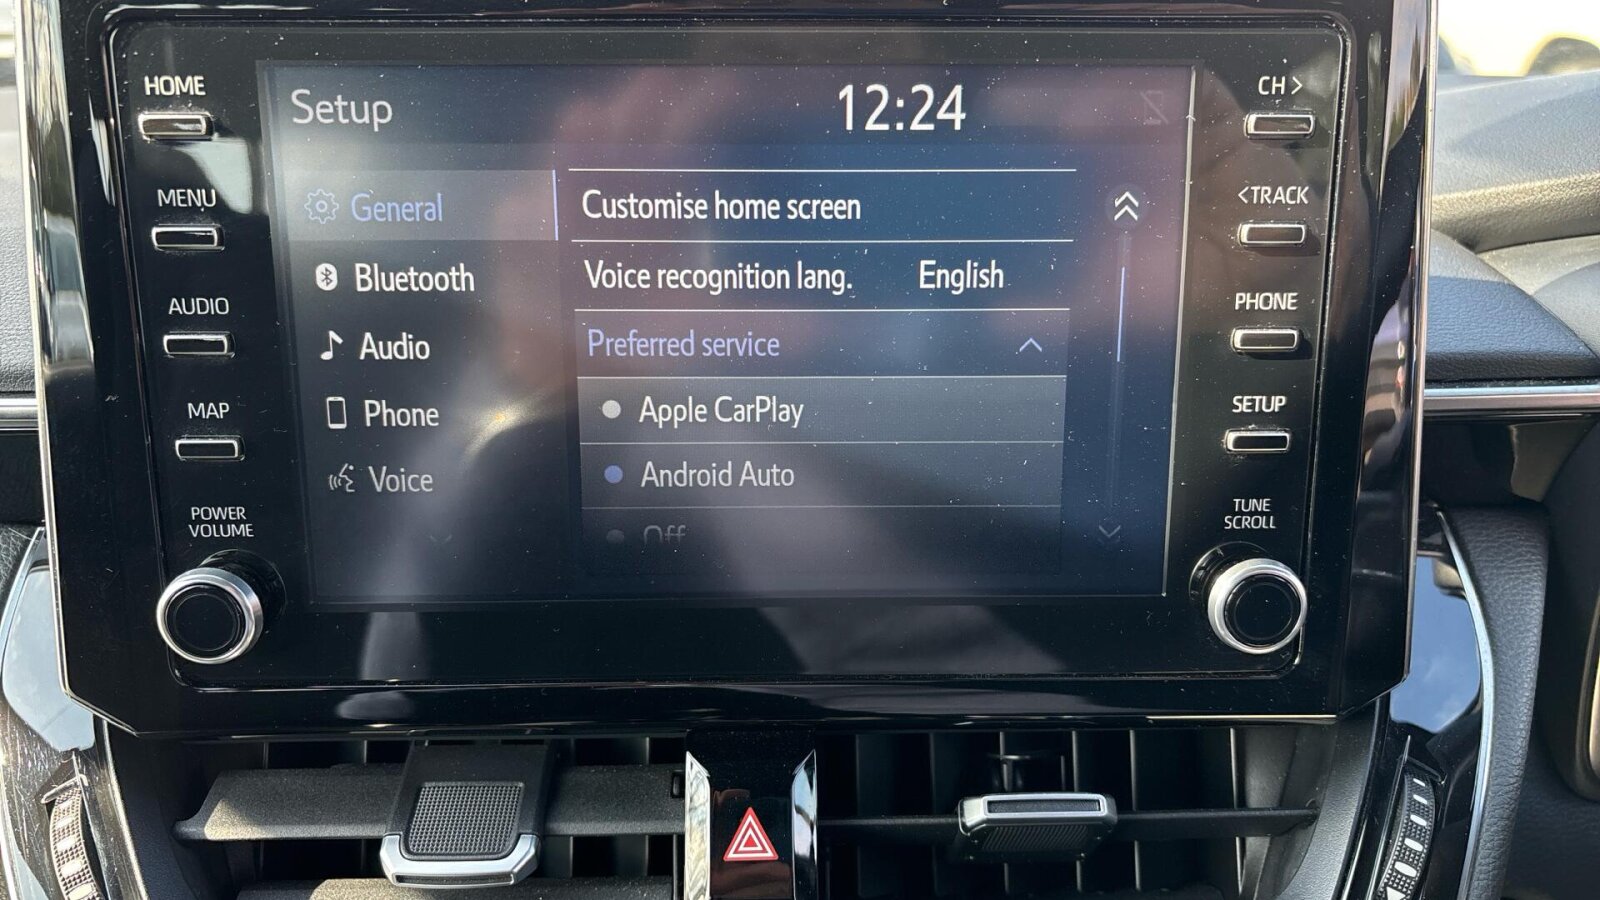 HOME
MENU
AUDIO
MAP
POWER
VOLUME
Setup
12:24
General
Bluetooth
Audio
Phone
Voice
Customise home screen
Voice recognition lang. English
Preferred service
Apple CarPlay
Android Auto
Off
CH >
<TRACK
PHONE
SETUP
TUNE
SCROLL